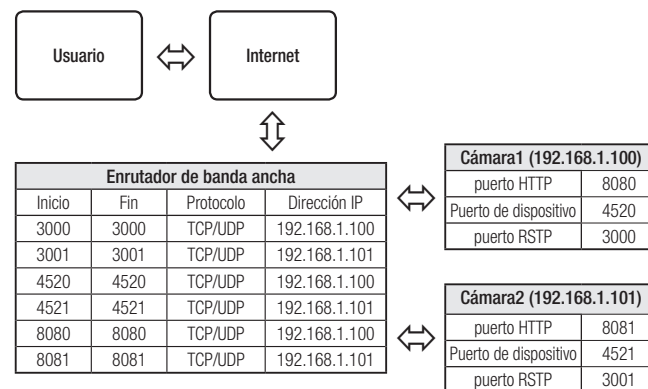 Usuario
Internet
Enrutador de banda ancha
Inicio Fin Protocolo Dirección IP
3000 3000 TCP/UDP 192.168.1.100
3001 3001 TCP/UDP 192.168.1.101
4520 4520 TCP/UDP 192.168.1.100
4521 4521 TCP/UDP 192.168.1.101
8080 8080 TCP/UDP 192.168.1.100
8081 8081 TCP/UDP 192.168.1.101
Cámara1 (192.168.1.100)
puerto HTTP 8080
Puerto de dispositivo 4520
puerto RSTP 3000
Cámara2 (192.168.1.101)
puerto HTTP 8081
Puerto de dispositivo 4521
puerto RSTP 3001